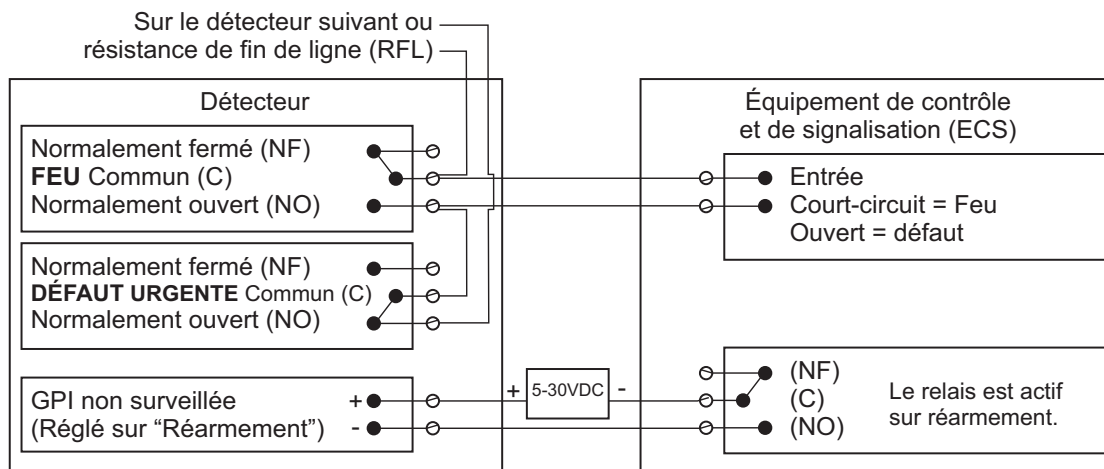 Sur le détecteur suivant ou
résistance de fin de ligne (RFL)
Détecteur
Normalement fermé (NF)
FEU Commun (C)
Normalement ouvert (NO)
Normalement fermé (NF)
DÉFAUT URGENTE Commun (C)
Normalement ouvert (NO)
GPI non surveillée +
(Réglé sur “Réarmement”) -
+ 5-30VDC -
Équipement de contrôle
et de signalisation (ECS)
Entrée
Court-circuit = Feu
Ouvert = défaut
(NF)
(C)
(NO)
Le relais est actif
sur réarmement.